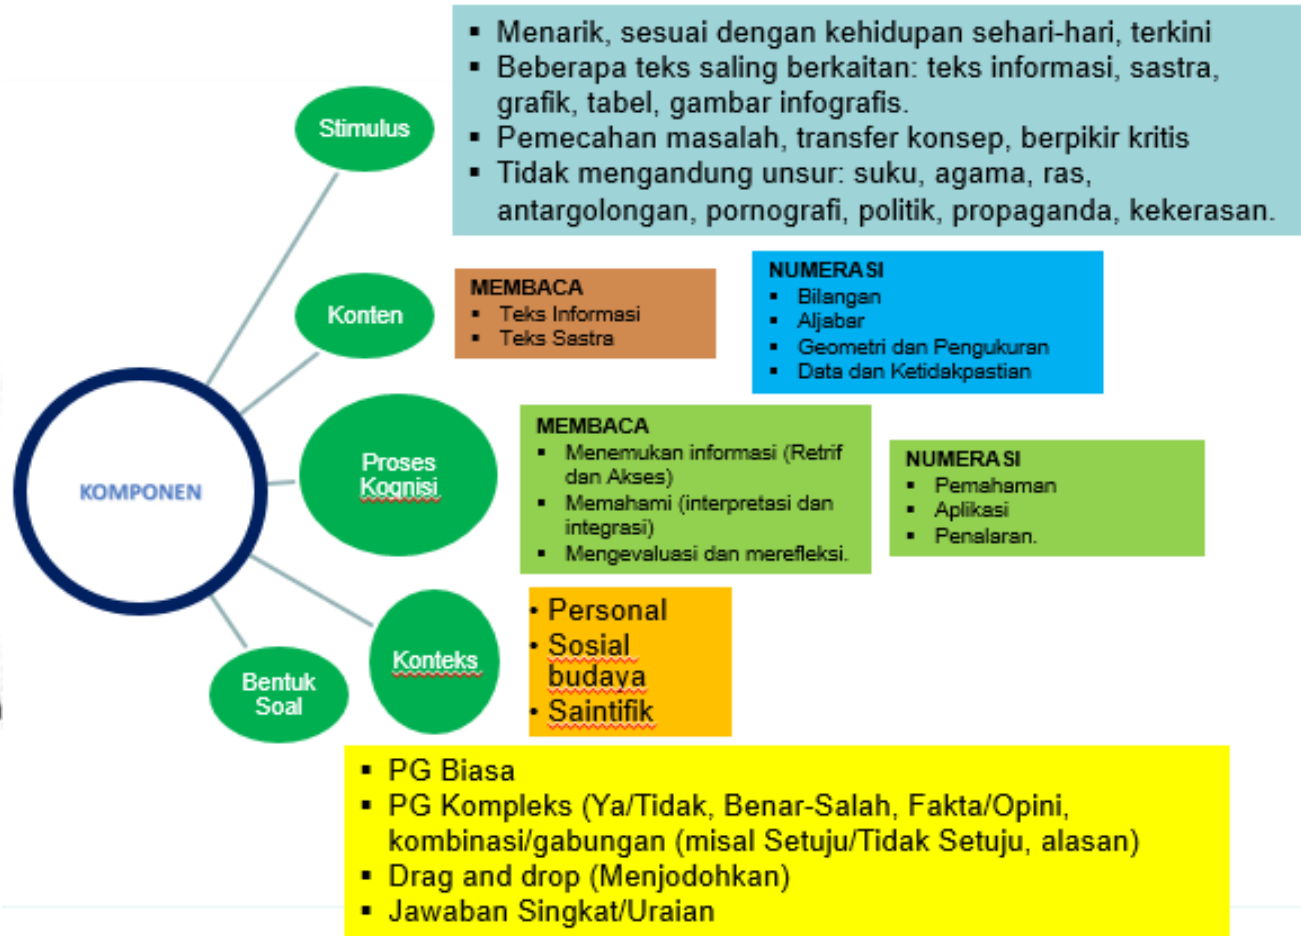 Stimulus
▪ Menarik, sesuai dengan kehidupan sehari-hari, terkini
▪ Beberapa teks saling berkaitan: teks informasi, sastra,
grafik, tabel, gambar infografis.
▪ Pemecahan masalah, transfer konsep, berpikir kritis
▪ Tidak mengandung unsur: suku, agama, ras,
antargolongan, pornografi, politik, propaganda, kekerasan.
Konten
MEMBACA
▪ Teks Informasi
▪ Teks Sastra
NUMERASI
▪ Bilangan
▪ Aljabar
▪ Geometri dan Pengukuran
▪ Data dan Ketidakpastian
KOMPONEN
Proses
Kognisi
MEMBACA
▪ Menemukan informasi (Retrif
dan Akses)
▪ Memahami (interpretasi dan
integrasi)
▪ Mengevaluasi dan merefleksi.
NUMERASI
▪ Pemahaman
▪ Aplikasi
▪ Penalaran.
Konteks
• Personal
• Sosial
budaya
• Saintifik
Bentuk
Soal
▪ PG Biasa
▪ PG Kompleks (Ya/Tidak, Benar-Salah, Fakta/Opini,
kombinasi/gabungan (misal Setuju/Tidak Setuju, alasan)
▪ Drag and drop (Menjodohkan)
▪ Jawaban Singkat/Uraian